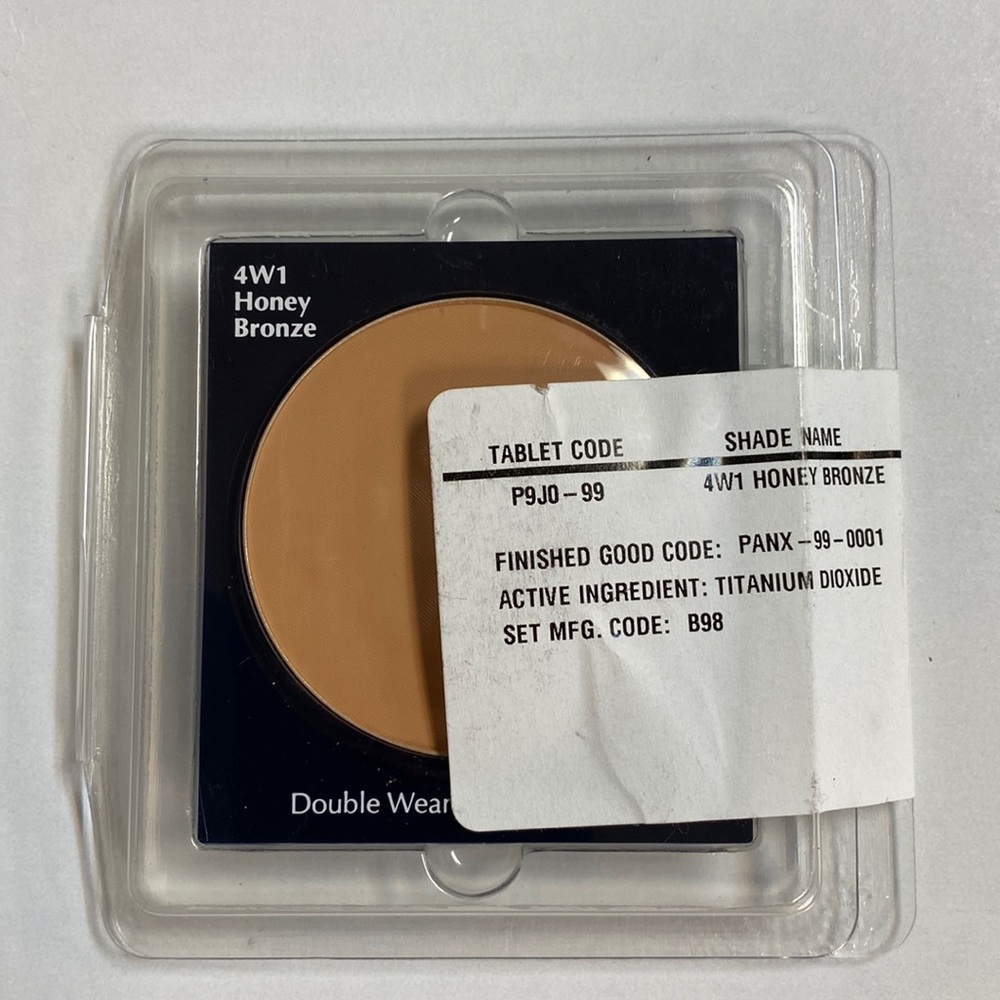 4W1
Honey
Bronze
TABLET CODE SHADE NAME
P9J0-99 4W1 HONEY BRONZE
FINISHED GOOD CODE: PANX-99-0001
ACTIVE INGREDIENT: TITANIUM DIOXIDE
SET MFG. CODE: B98
Double Wear